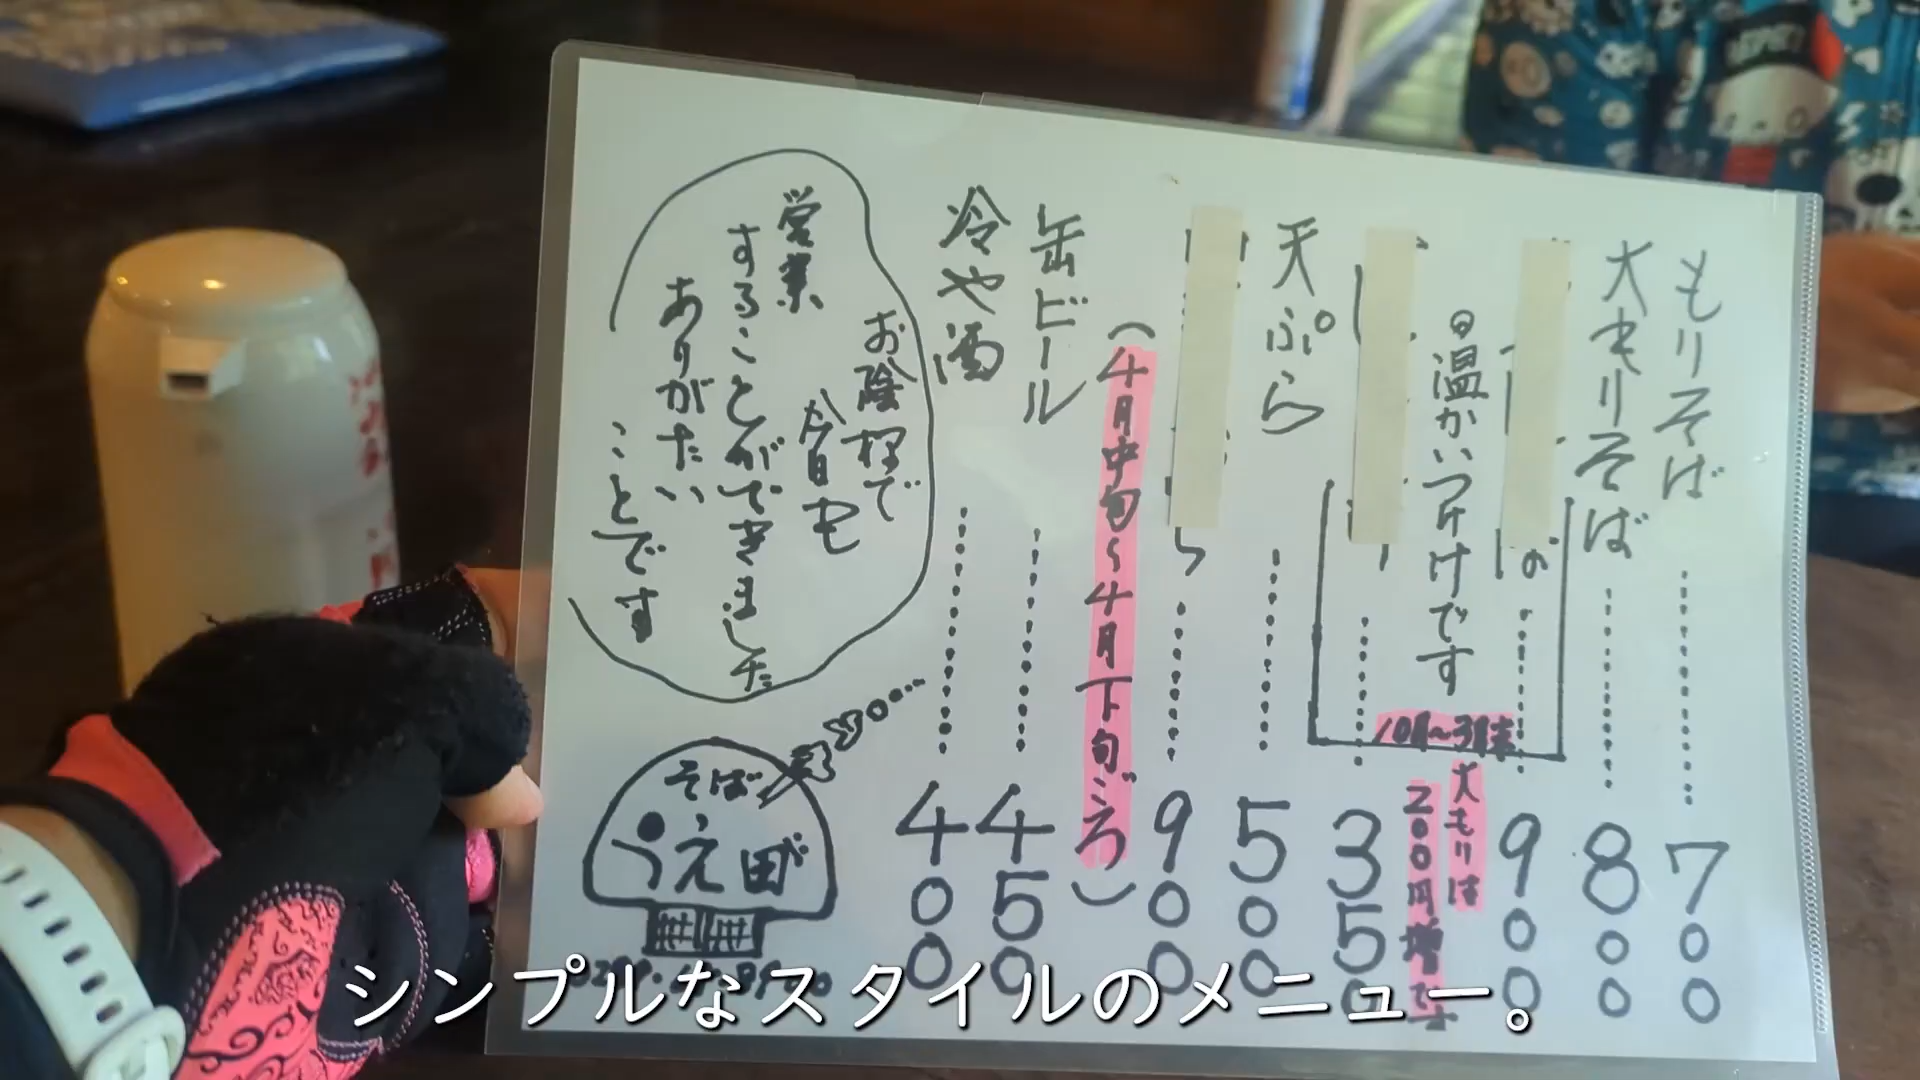 もりそば 700
大もりそば 800
の 900
◎温かいつけけです
10月〜3月末
大もりは
200円増です
350
天ぷら 500
ら 900
(4月中旬〜4月下旬ごろ)
缶ビール 450
冷や酒 400
お陰様で
今日も
営業
することができました
ありがたい
ことです
そば
うえ田
シンプルなスタイルのメニュー。